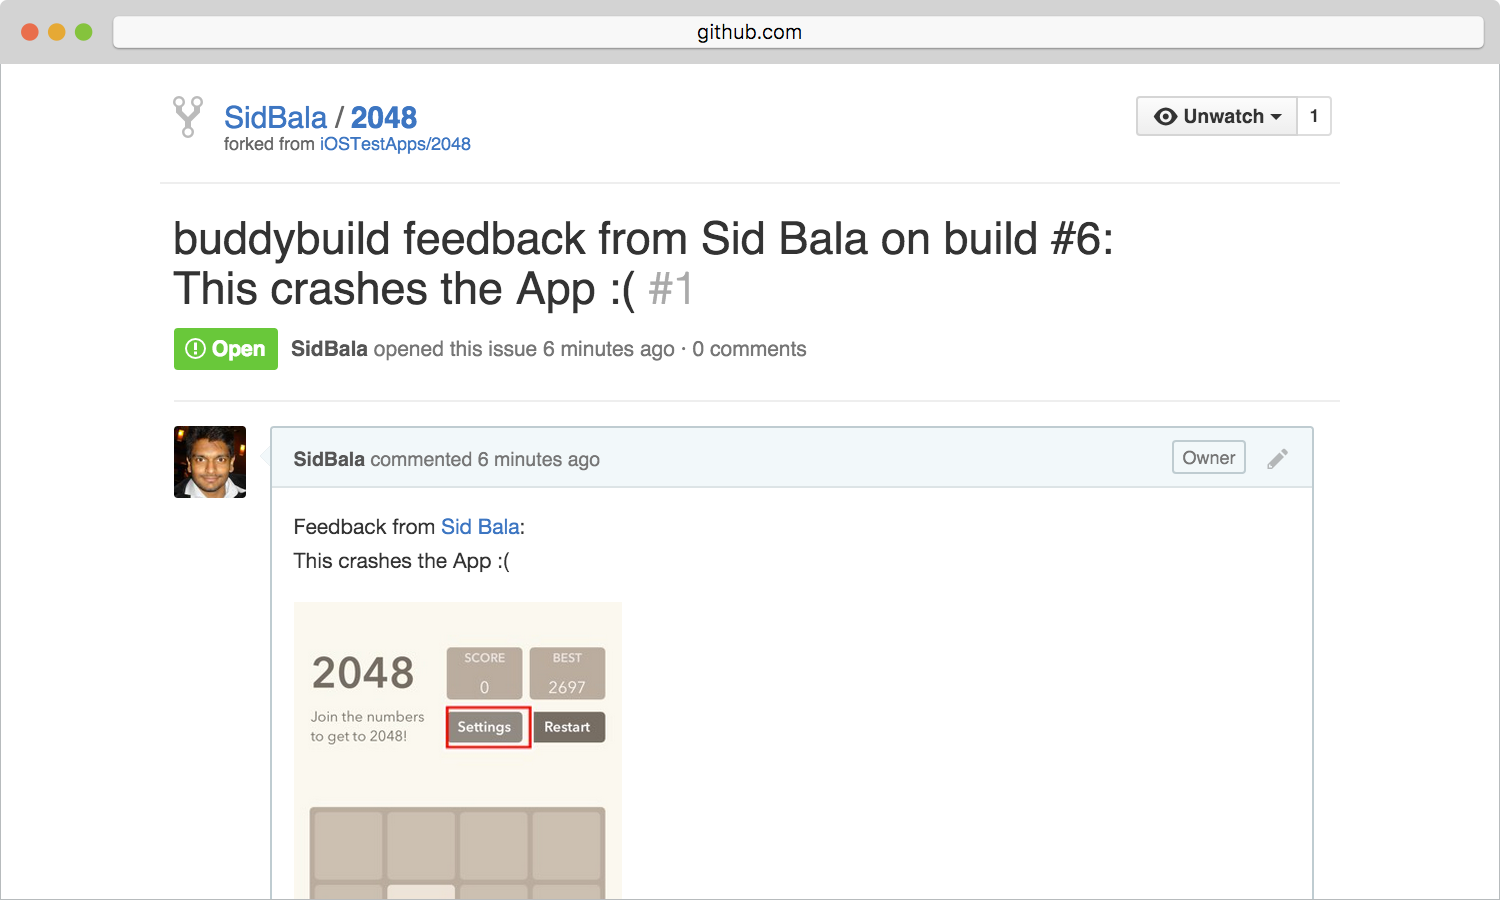 github.com
SidBala / 2048
forked from iOSTestApps/2048
Unwatch
1
buddybuild feedback from Sid Bala on build #6:
This crashes the App :( #1
Open
SidBala opened this issue 6 minutes ago · 0 comments
SidBala commented 6 minutes ago
Owner
Feedback from Sid Bala:
This crashes the App :(
2048
SCORE
0
BEST
2697
Join the numbers
to get to 2048!
Settings
Restart